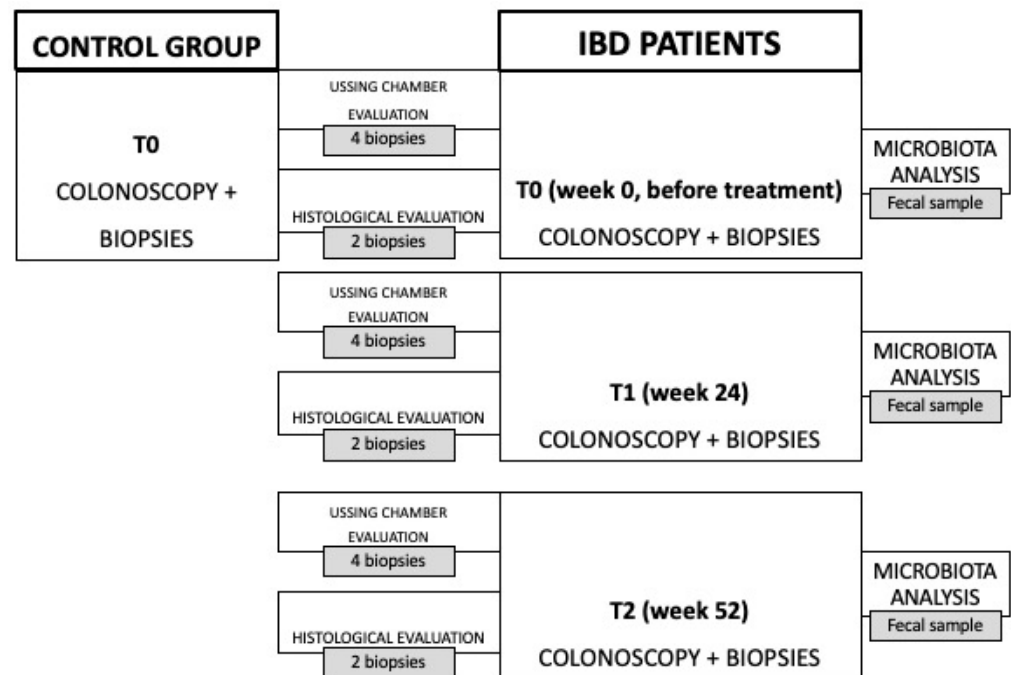 CONTROL GROUP
IBD PATIENTS
T0
COLONOSCOPY +
BIOPSIES
USSING CHAMBER
EVALUATION
4 biopsies
HISTOLOGICAL EVALUATION
2 biopsies
T0 (week 0, before treatment)
COLONOSCOPY + BIOPSIES
MICROBIOTA
ANALYSIS
Fecal sample
USSING CHAMBER
EVALUATION
4 biopsies
HISTOLOGICAL EVALUATION
2 biopsies
T1 (week 24)
COLONOSCOPY + BIOPSIES
MICROBIOTA
ANALYSIS
Fecal sample
USSING CHAMBER
EVALUATION
4 biopsies
HISTOLOGICAL EVALUATION
2 biopsies
T2 (week 52)
COLONOSCOPY + BIOPSIES
MICROBIOTA
ANALYSIS
Fecal sample